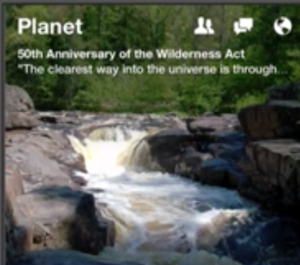 Planet
50th Anniversary of the Wilderness Act
"The clearest way into the universe is through...